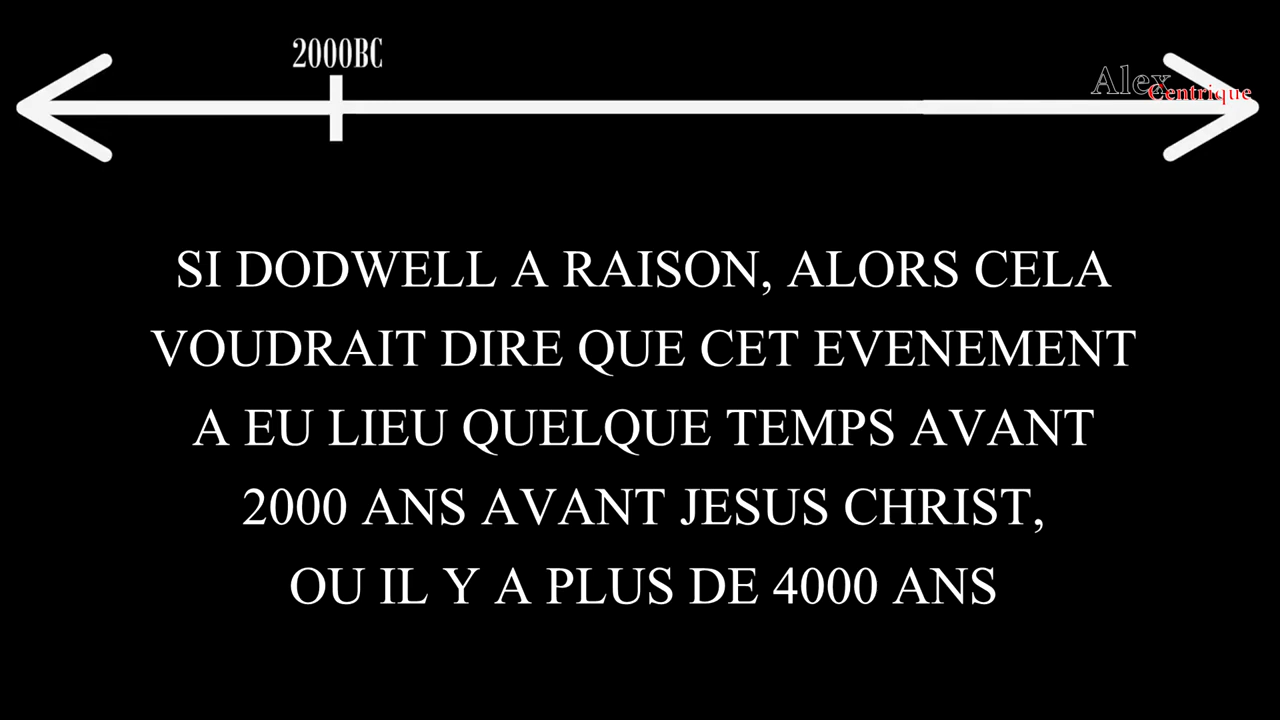 2000BC
Alex
Centrique
SI DODWELL A RAISON, ALORS CELA
VOUDRAIT DIRE QUE CET EVENEMENT
A EU LIEU QUELQUE TEMPS AVANT
2000 ANS AVANT JESUS CHRIST,
OU IL Y A PLUS DE 4000 ANS